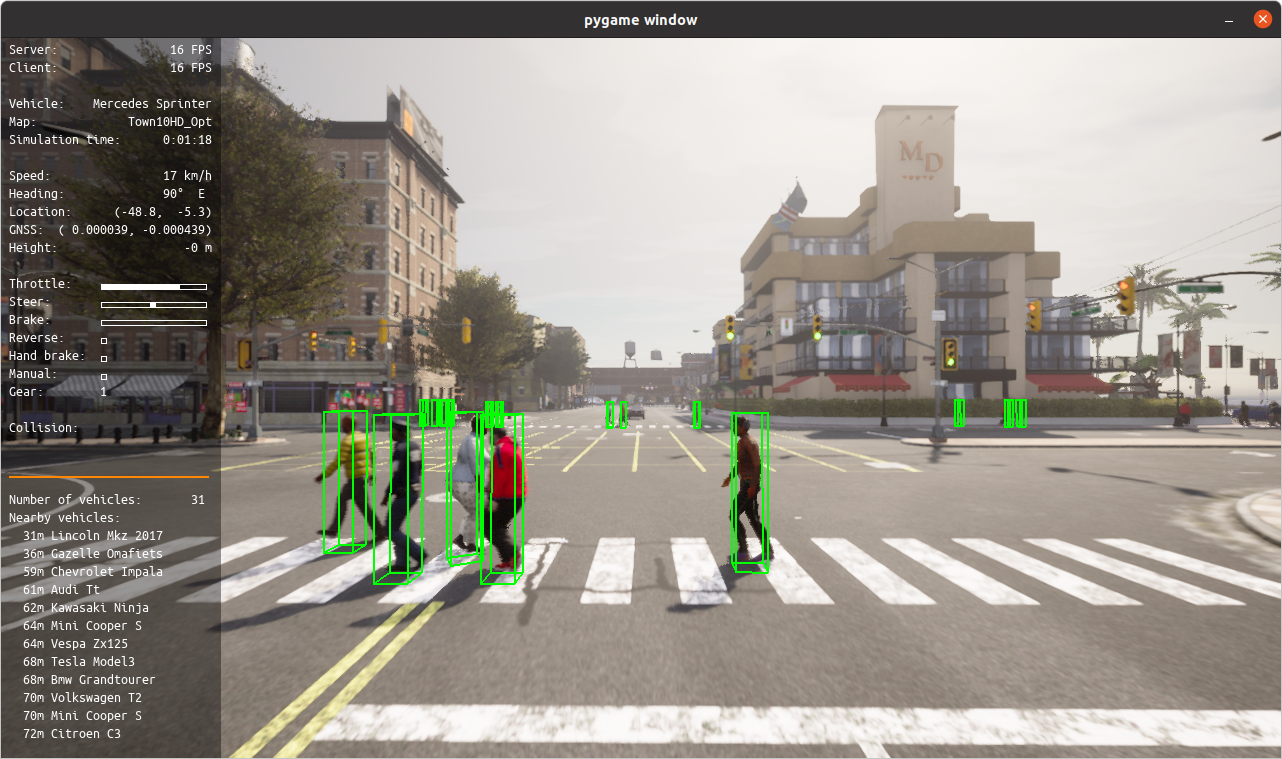 pygame window
Server: 16 FPS
Client: 16 FPS
Vehicle: Mercedes Sprinter
Map: Town10HD_Opt
Simulation time: 0:01:18
Speed: 17 km/h
Heading: 90° E
Location: (-48.8, -5.3)
GNSS: ( 0.000039, -0.000439)
Height: -0 m
Throttle:
Steer:
Brake:
Reverse:
Hand brake:
Manual:
Gear: 1
Collision:
Number of vehicles: 31
Nearby vehicles:
31m Lincoln Mkz 2017
36m Gazelle Omafiets
59m Chevrolet Impala
61m Audi Tt
62m Kawasaki Ninja
64m Mini Cooper S
64m Vespa Zx125
68m Tesla Model3
68m Bmw Grandtourer
70m Volkswagen T2
70m Mini Cooper S
72m Citroen C3
MD